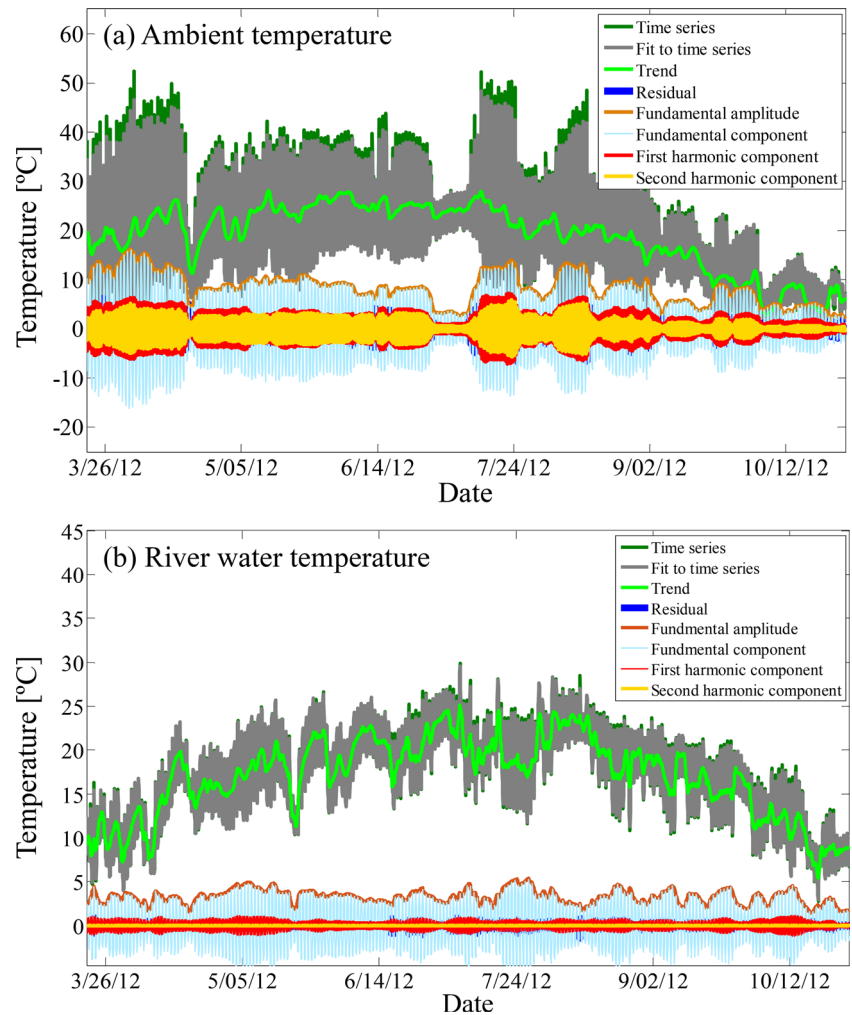 (a) Ambient temperature
Time series
Fit to time series
Trend
Residual
Fundamental amplitude
Fundamental component
First harmonic component
Second harmonic component
Temperature [ºC]
60
50
40
30
20
10
0
-10
-20
3/26/12 5/05/12 6/14/12 7/24/12 9/02/12 10/12/12
Date
(b) River water temperature
Time series
Fit to time series
Trend
Residual
Fundmental amplitude
Fundmental component
First harmonic component
Second harmonic component
Temperature [ºC]
45
40
35
30
25
20
15
10
5
0
3/26/12 5/05/12 6/14/12 7/24/12 9/02/12 10/12/12
Date